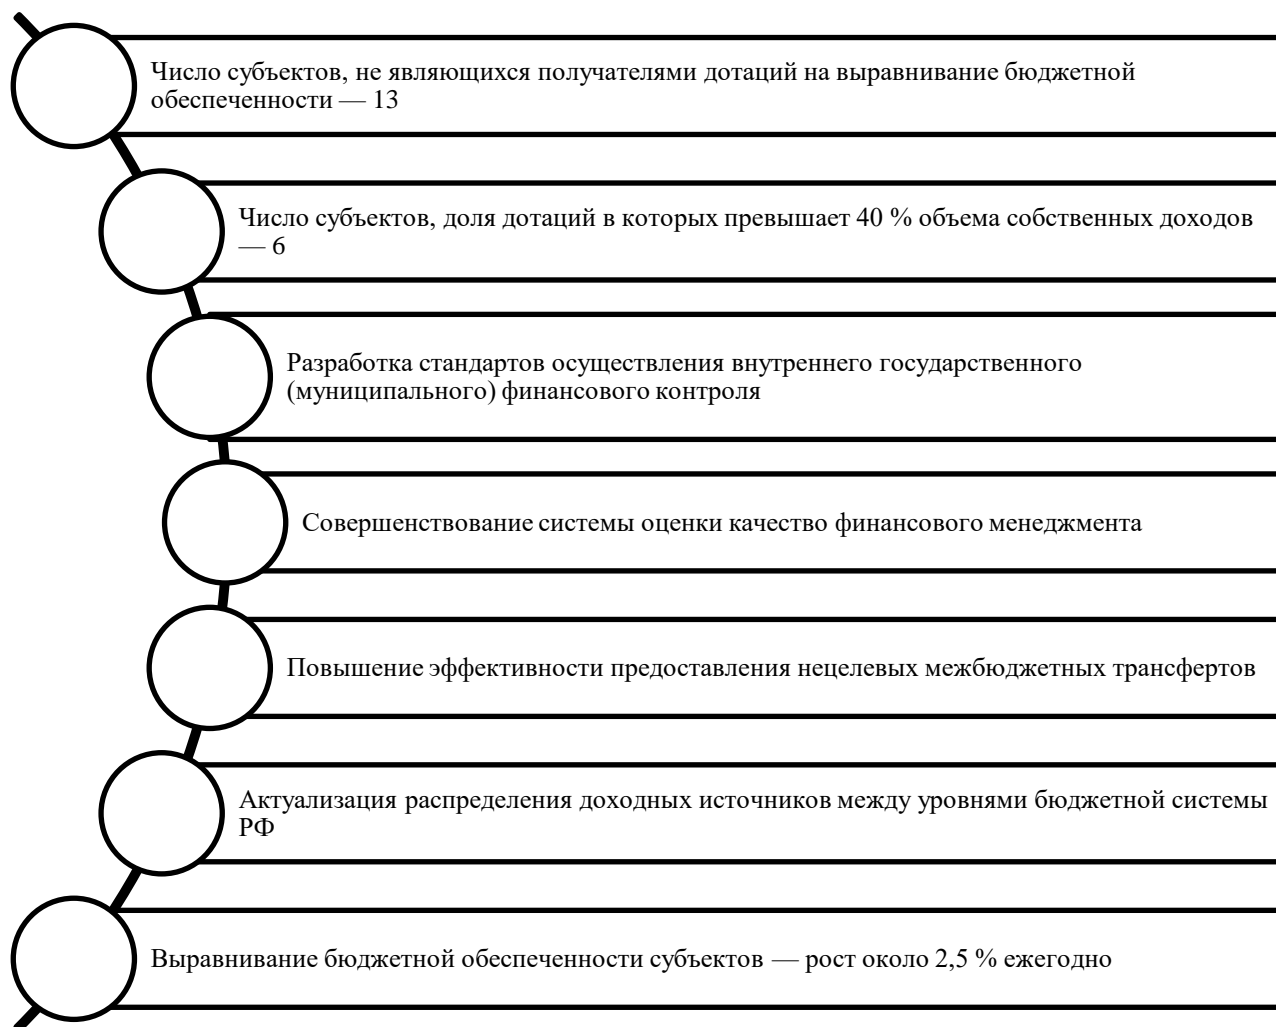 Число субъектов, не являющихся получателями дотаций на выравнивание бюджетной
обеспеченности — 13
Число субъектов, доля дотаций в которых превышает 40 % объема собственных доходов
— 6
Разработка стандартов осуществления внутреннего государственного
(муниципального) финансового контроля
Совершенствование системы оценки качество финансового менеджмента
Повышение эффективности предоставления нецелевых межбюджетных трансфертов
Актуализация распределения доходных источников между уровнями бюджетной системы
РФ
Выравнивание бюджетной обеспеченности субъектов — рост около 2,5 % ежегодно